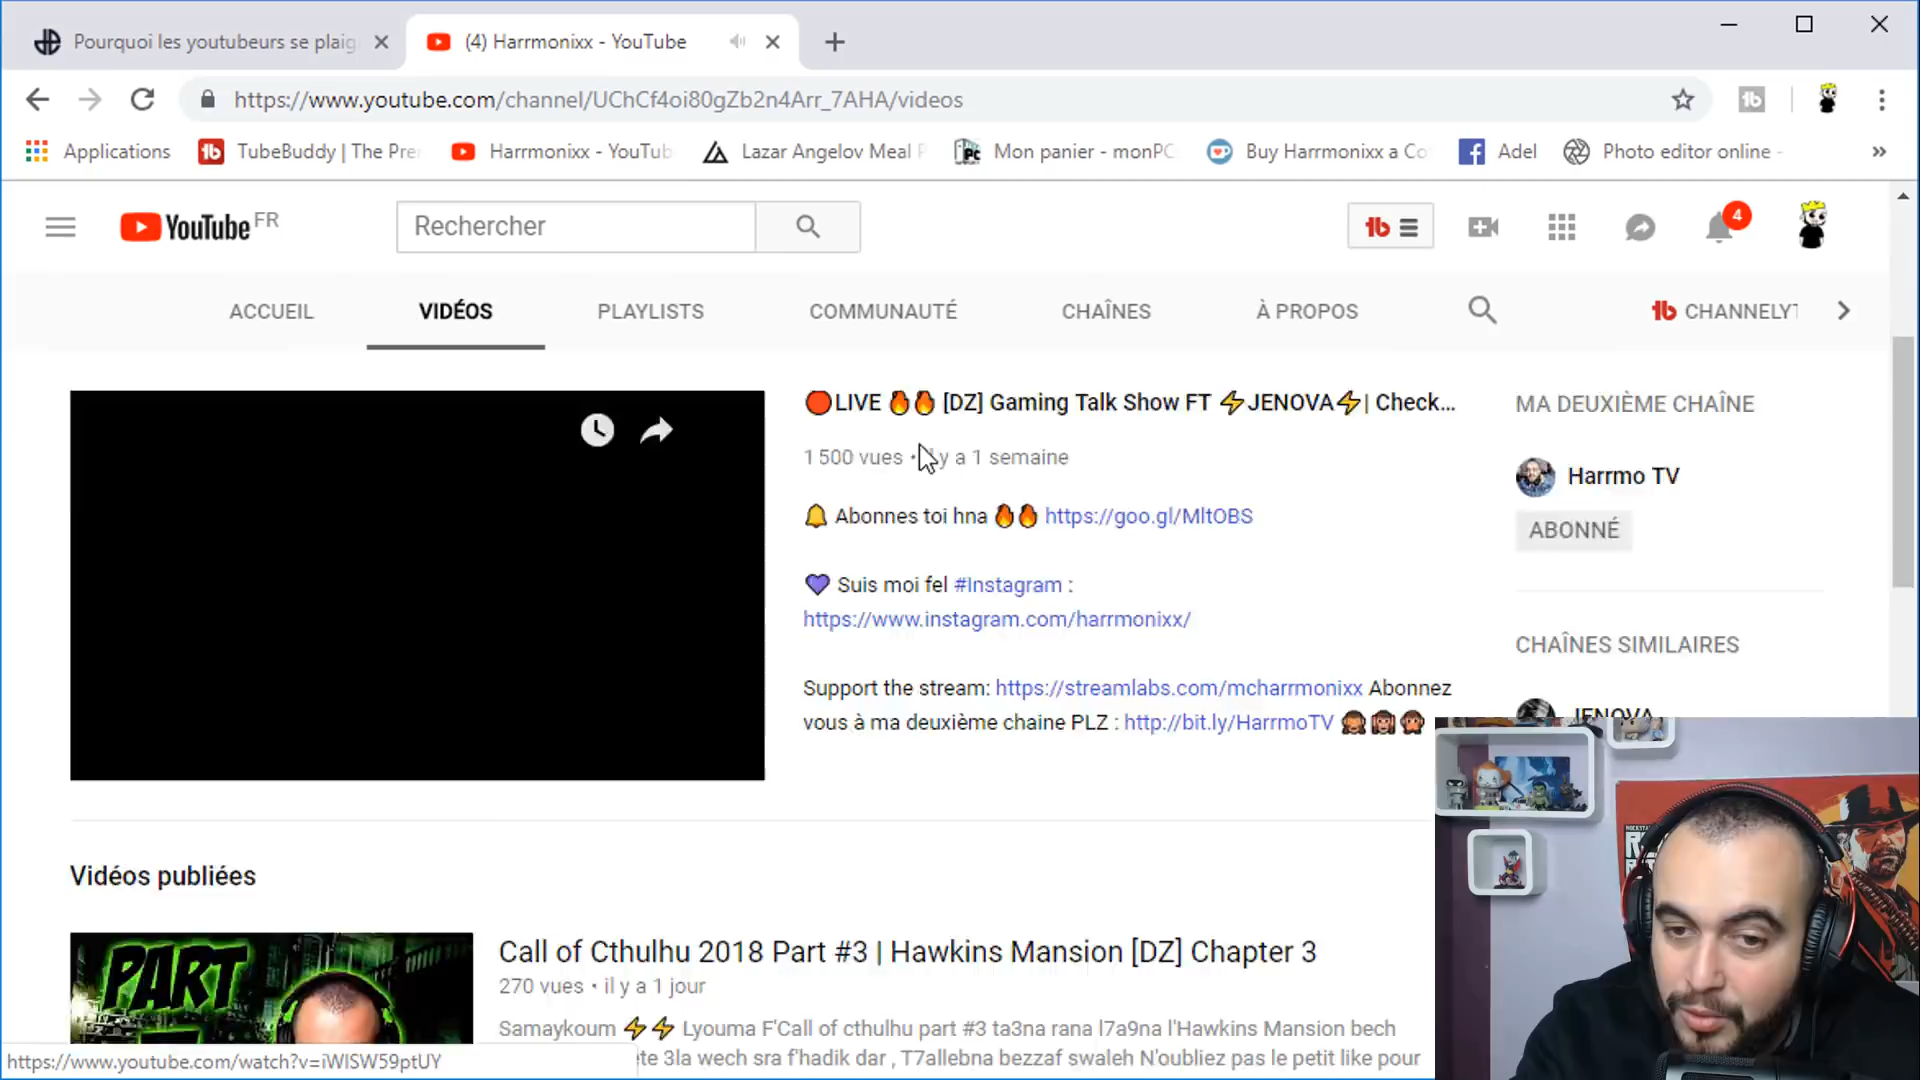 Pourquoi les youtubeurs se plaig
(4) Harrmonixx - YouTube
https://www.youtube.com/channel/UChCf4oi80gZb2n4Arr_7AHA/videos
Applications
TubeBuddy | The Pre
Harrmonixx - YouTub
Lazar Angelov Meal P
Mon panier - monPC
Buy Harrmonixx a Co
Adel
Photo editor online -
YouTube FR
Rechercher
4
ACCUEIL
VIDÉOS
PLAYLISTS
COMMUNAUTÉ
CHAÎNES
À PROPOS
CHANNELYT
🔴LIVE 🔥🔥 [DZ] Gaming Talk Show FT ⚡JENOVA⚡| Check...
1 500 vues • il y a 1 semaine
🔔 Abonnes toi hna 🔥🔥 https://goo.gl/MltOBS
💜 Suis moi fel #Instagram :
https://www.instagram.com/harrmonixx/
Support the stream: https://streamlabs.com/mcharrmonixx Abonnez
vous à ma deuxième chaine PLZ : http://bit.ly/HarrmoTV 🙈🙉🙊
MA DEUXIÈME CHAÎNE
Harrmo TV
ABONNÉ
CHAÎNES SIMILAIRES
JENOVA
Vidéos publiées
PART
Call of Cthulhu 2018 Part #3 | Hawkins Mansion [DZ] Chapter 3
270 vues • il y a 1 jour
Samaykoum ⚡⚡ Lyouma F'Call of cthulhu part #3 ta3na rana l7a9na l'Hawkins Mansion bech
te 3la wech sra f'hadik dar , T7allebna bezzaf swaleh N'oubliez pas le petit like pour
https://www.youtube.com/watch?v=iWISW59ptUY